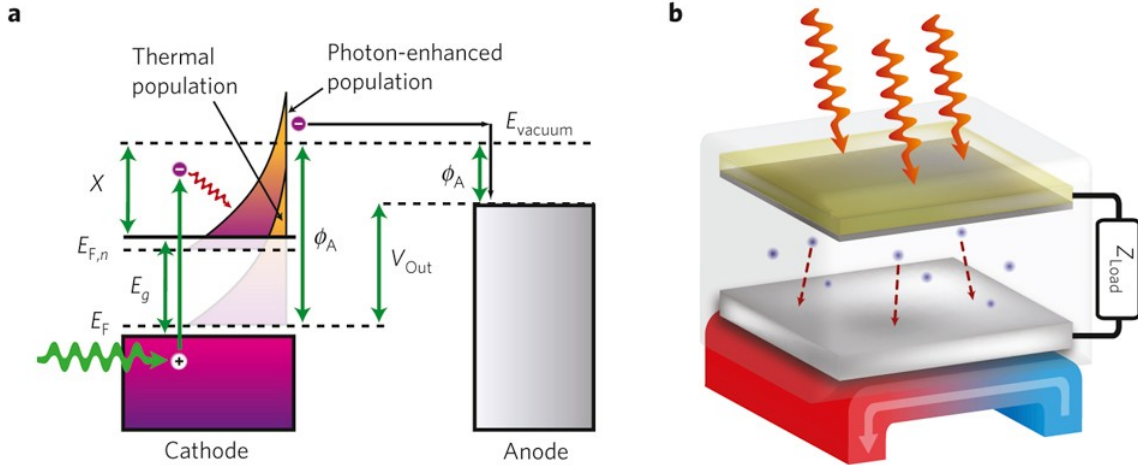 a
Thermal
population
Photon-enhanced
population
E_vacuum
χ
ϕ_A
E_F,n
E_g
ϕ_A
V_Out
E_F
−
−
+
Cathode
Anode
b
Z_Load